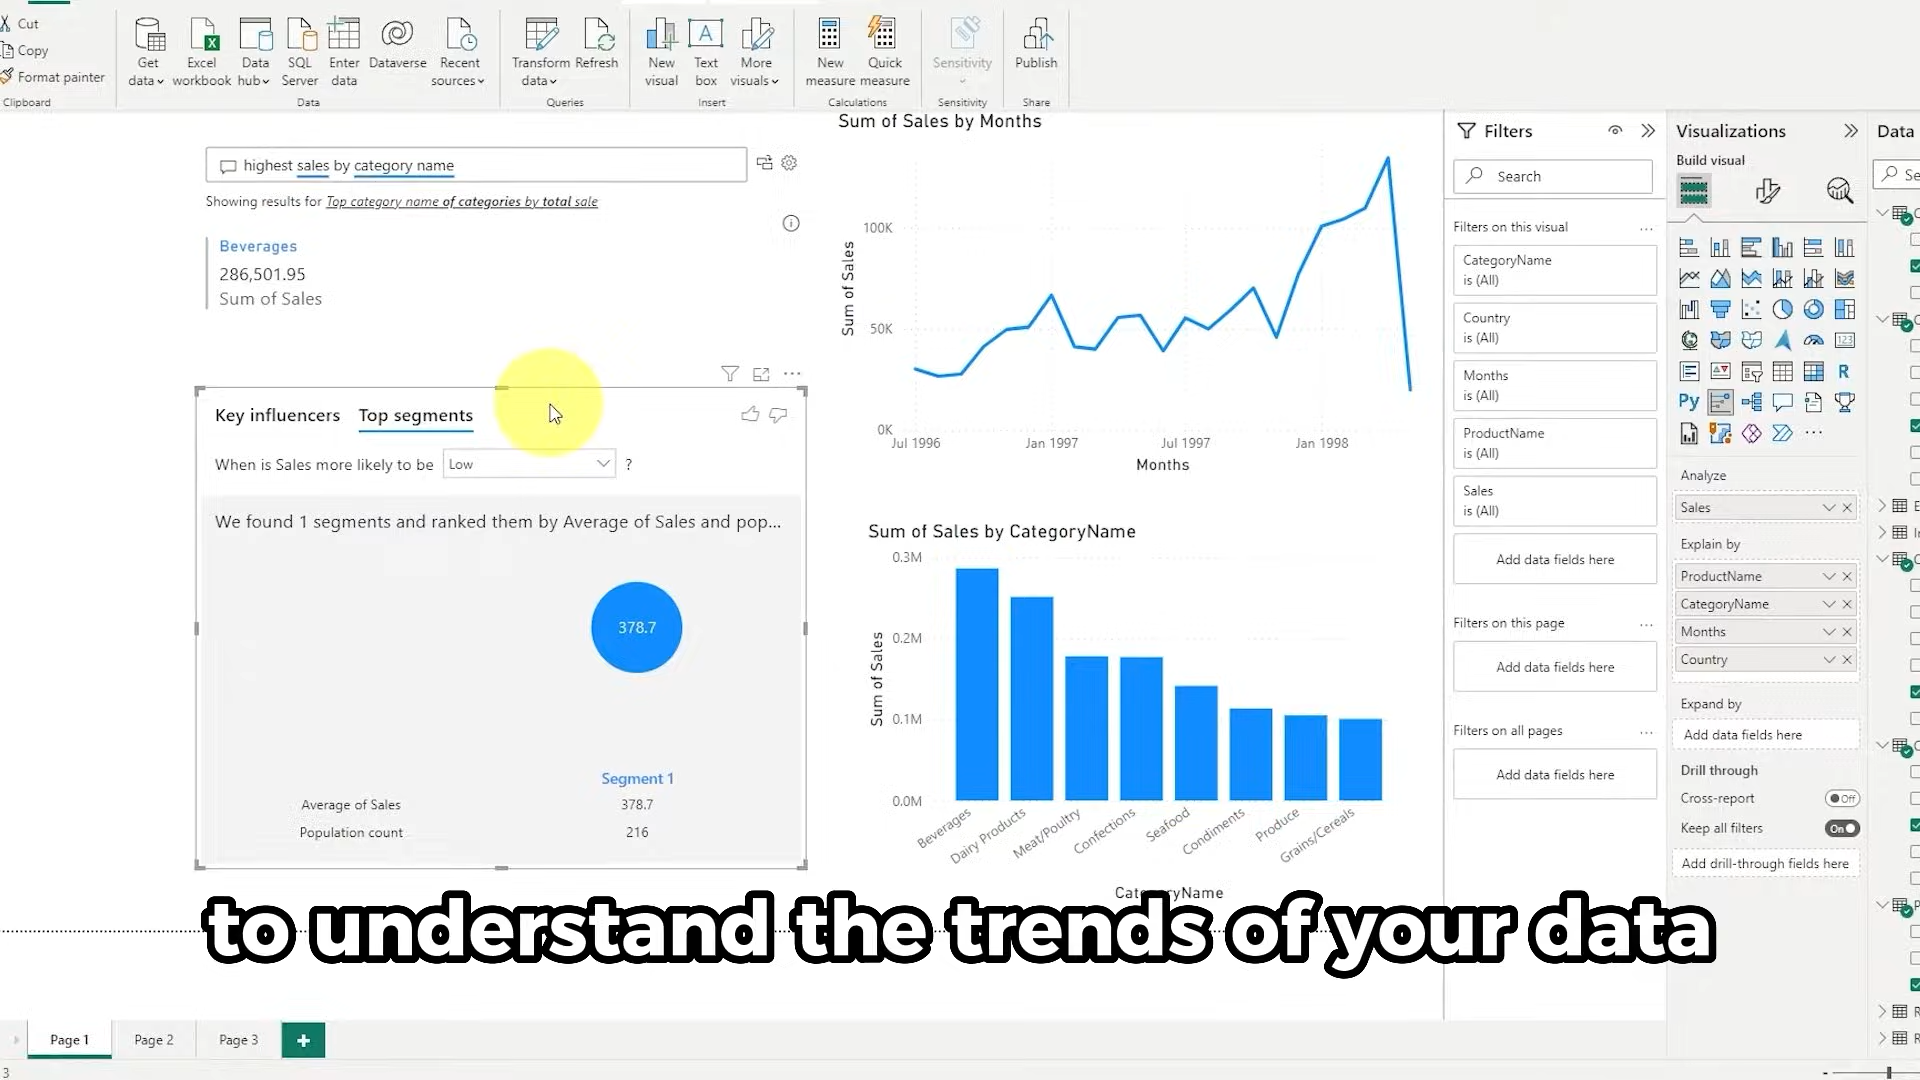 Cut
Copy
Format painter
Clipboard
Get data
Excel workbook
Data hub
SQL Server
Enter data
Dataverse
Recent sources
Data
Transform data
Refresh
Queries
New visual
Text box
More visuals
Insert
New measure
Quick measure
Calculations
Sensitivity
Sensitivity
Publish
Share
highest sales by category name
Showing results for Top category name of categories by total sale
Beverages
286,501.95
Sum of Sales
Key influencers
Top segments
When is Sales more likely to be
Low
?
We found 1 segments and ranked them by Average of Sales and pop...
378.7
Segment 1
Average of Sales 378.7
Population count 216
Sum of Sales by Months
Sum of Sales
100K
50K
0K
Jul 1996
Jan 1997
Jul 1997
Jan 1998
Months
Sum of Sales by CategoryName
Sum of Sales
0.3M
0.2M
0.1M
0.0M
Beverages
Dairy Products
Meat/Poultry
Confections
Seafood
Condiments
Produce
Grains/Cereals
CategoryName
Filters
Search
Filters on this visual
...
CategoryName
is (All)
Country
is (All)
Months
is (All)
ProductName
is (All)
Sales
is (All)
Add data fields here
Filters on this page
...
Add data fields here
Filters on all pages
...
Add data fields here
Visualizations
Build visual
123
R
Py
...
Analyze
Sales
Explain by
ProductName
CategoryName
Months
Country
Expand by
Add data fields here
Drill through
Cross-report
Off
Keep all filters
On
Add drill-through fields here
Data
Se
to understand the trends of your data
Page 1
Page 2
Page 3
+
3